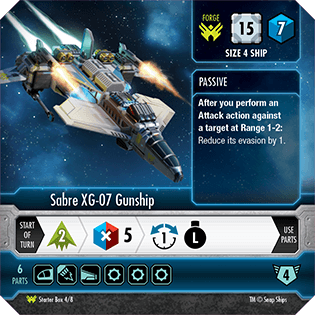 FORGE
15
7
SIZE 4 SHIP
PASSIVE
After you perform an
Attack action against
a target at Range 1-2:
Reduce its evasion by 1.
Sabre XG-07 Gunship
START
OF
TURN
2
5
1
L
USE
PARTS
6
PARTS
4
Starter Box 4/8
TM © Snap Ships